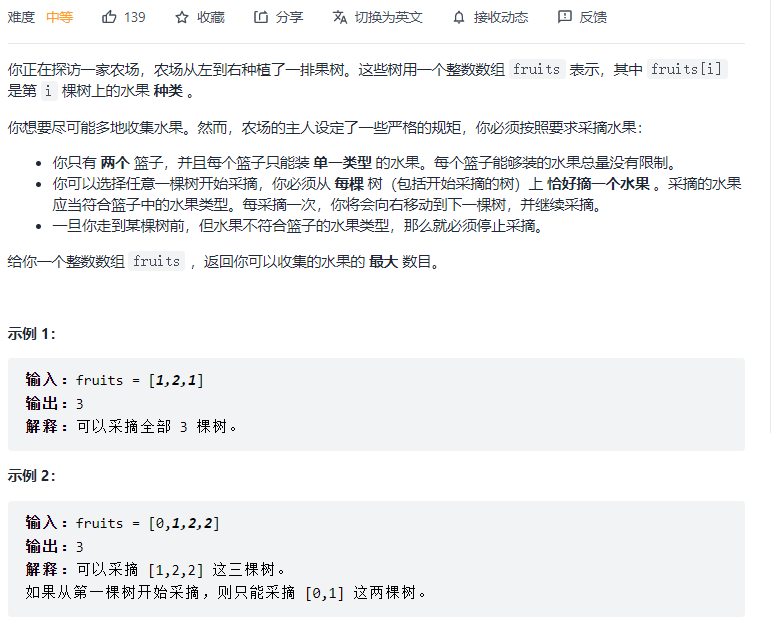 难度 中等 139 收藏 分享 切换为英文 接收动态 反馈
你正在探访一家农场，农场从左到右种植了一排果树。这些树用一个整数数组 fruits 表示，其中 fruits[i]
是第 i 棵树上的水果 种类 。
你想要尽可能多地收集水果。然而，农场的主人设定了一些严格的规矩，你必须按照要求采摘水果：
• 你只有 两个 篮子，并且每个篮子只能装 单一类型 的水果。每个篮子能够装的水果总量没有限制。
• 你可以选择任意一棵树开始采摘，你必须从 每棵 树（包括开始采摘的树）上 恰好摘一个水果 。采摘的水果
应当符合篮子中的水果类型。每采摘一次，你将会向右移动到下一棵树，并继续采摘。
• 一旦你走到某棵树前，但水果不符合篮子的水果类型，那么就必须停止采摘。
给你一个整数数组 fruits ，返回你可以收集的水果的 最大 数目。
示例 1：
输入：fruits = [1,2,1]
输出：3
解释：可以采摘全部 3 棵树。
示例 2：
输入：fruits = [0,1,2,2]
输出：3
解释：可以采摘 [1,2,2] 这三棵树。
如果从第一棵树开始采摘，则只能采摘 [0,1] 这两棵树。